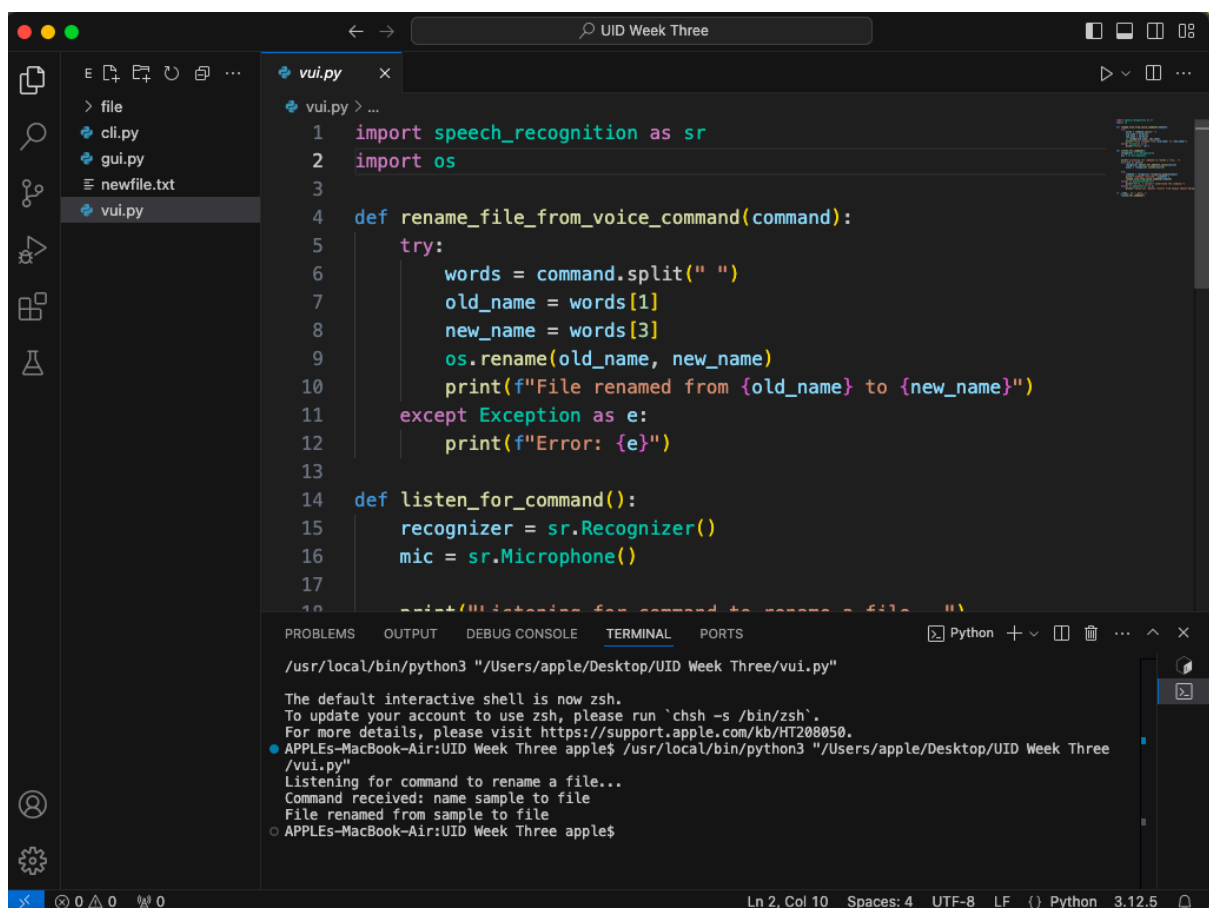 UID Week Three
E
vui.py
> file
cli.py
gui.py
newfile.txt
vui.py
vui.py > ...
1 import speech_recognition as sr
2 import os
3
4 def rename_file_from_voice_command(command):
5     try:
6         words = command.split(" ")
7         old_name = words[1]
8         new_name = words[3]
9         os.rename(old_name, new_name)
10         print(f"File renamed from {old_name} to {new_name}")
11     except Exception as e:
12         print(f"Error: {e}")
13
14 def listen_for_command():
15     recognizer = sr.Recognizer()
16     mic = sr.Microphone()
17
18     print("Listening for command to rename a file...")
PROBLEMS OUTPUT DEBUG CONSOLE TERMINAL PORTS Python
/usr/local/bin/python3 "/Users/apple/Desktop/UID Week Three/vui.py"
The default interactive shell is now zsh.
To update your account to use zsh, please run `chsh -s /bin/zsh`.
For more details, please visit https://support.apple.com/kb/HT208050.
APPLEs-MacBook-Air:UID Week Three apple$ /usr/local/bin/python3 "/Users/apple/Desktop/UID Week Three
/vui.py"
Listening for command to rename a file...
Command received: name sample to file
File renamed from sample to file
APPLEs-MacBook-Air:UID Week Three apple$
0 0 0 Ln 2, Col 10 Spaces: 4 UTF-8 LF {} Python 3.12.5